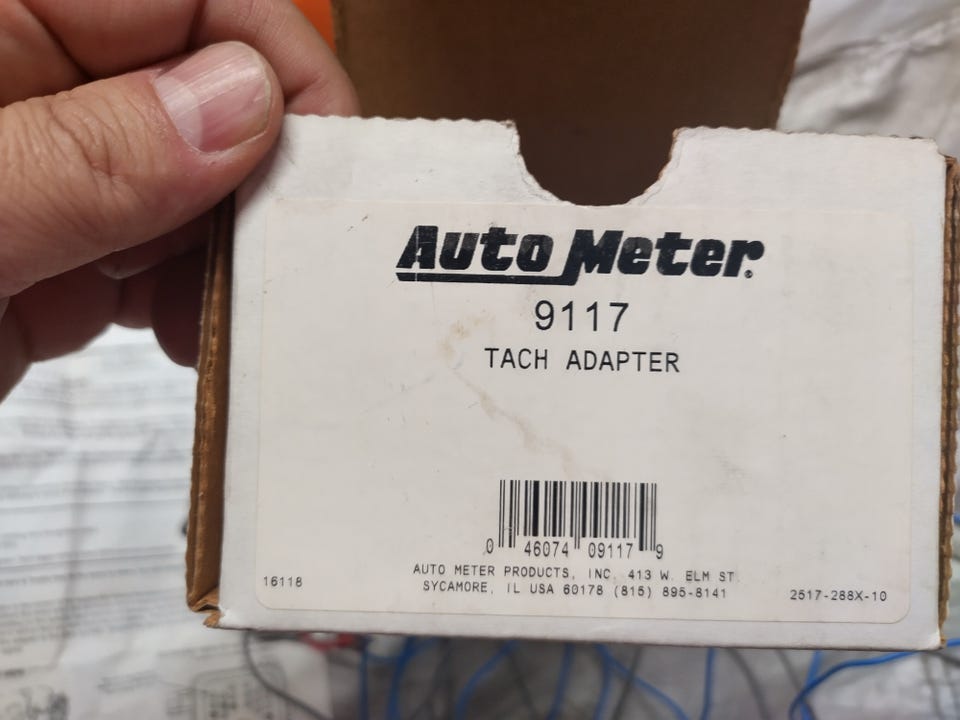 Auto Meter®
9117
TACH ADAPTER
0 46074 09117 9
AUTO METER PRODUCTS, INC. 413 W. ELM ST.
SYCAMORE, IL USA 60178 (815) 895-8141
16118
2517-288X-10